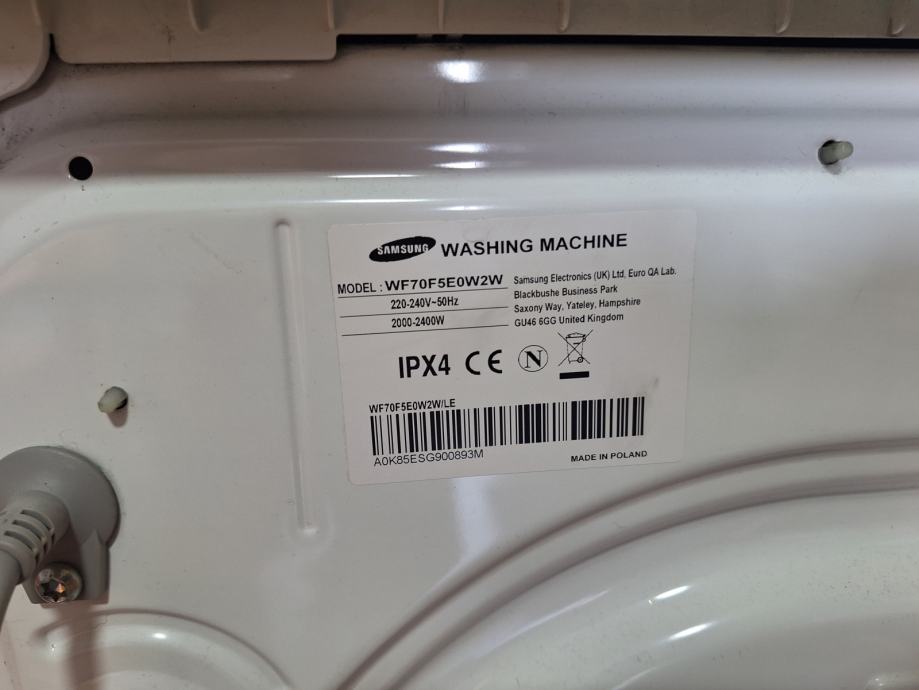 SAMSUNG WASHING MACHINE
MODEL : WF70F5E0W2W
220-240V~50Hz
2000-2400W
Samsung Electronics (UK) Ltd, Euro QA Lab.
Blackbushe Business Park
Saxony Way, Yateley, Hampshire
GU46 6GG United Kingdom
IPX4 CE N
WF70F5E0W2W/LE
A0K85ESG900893M
MADE IN POLAND